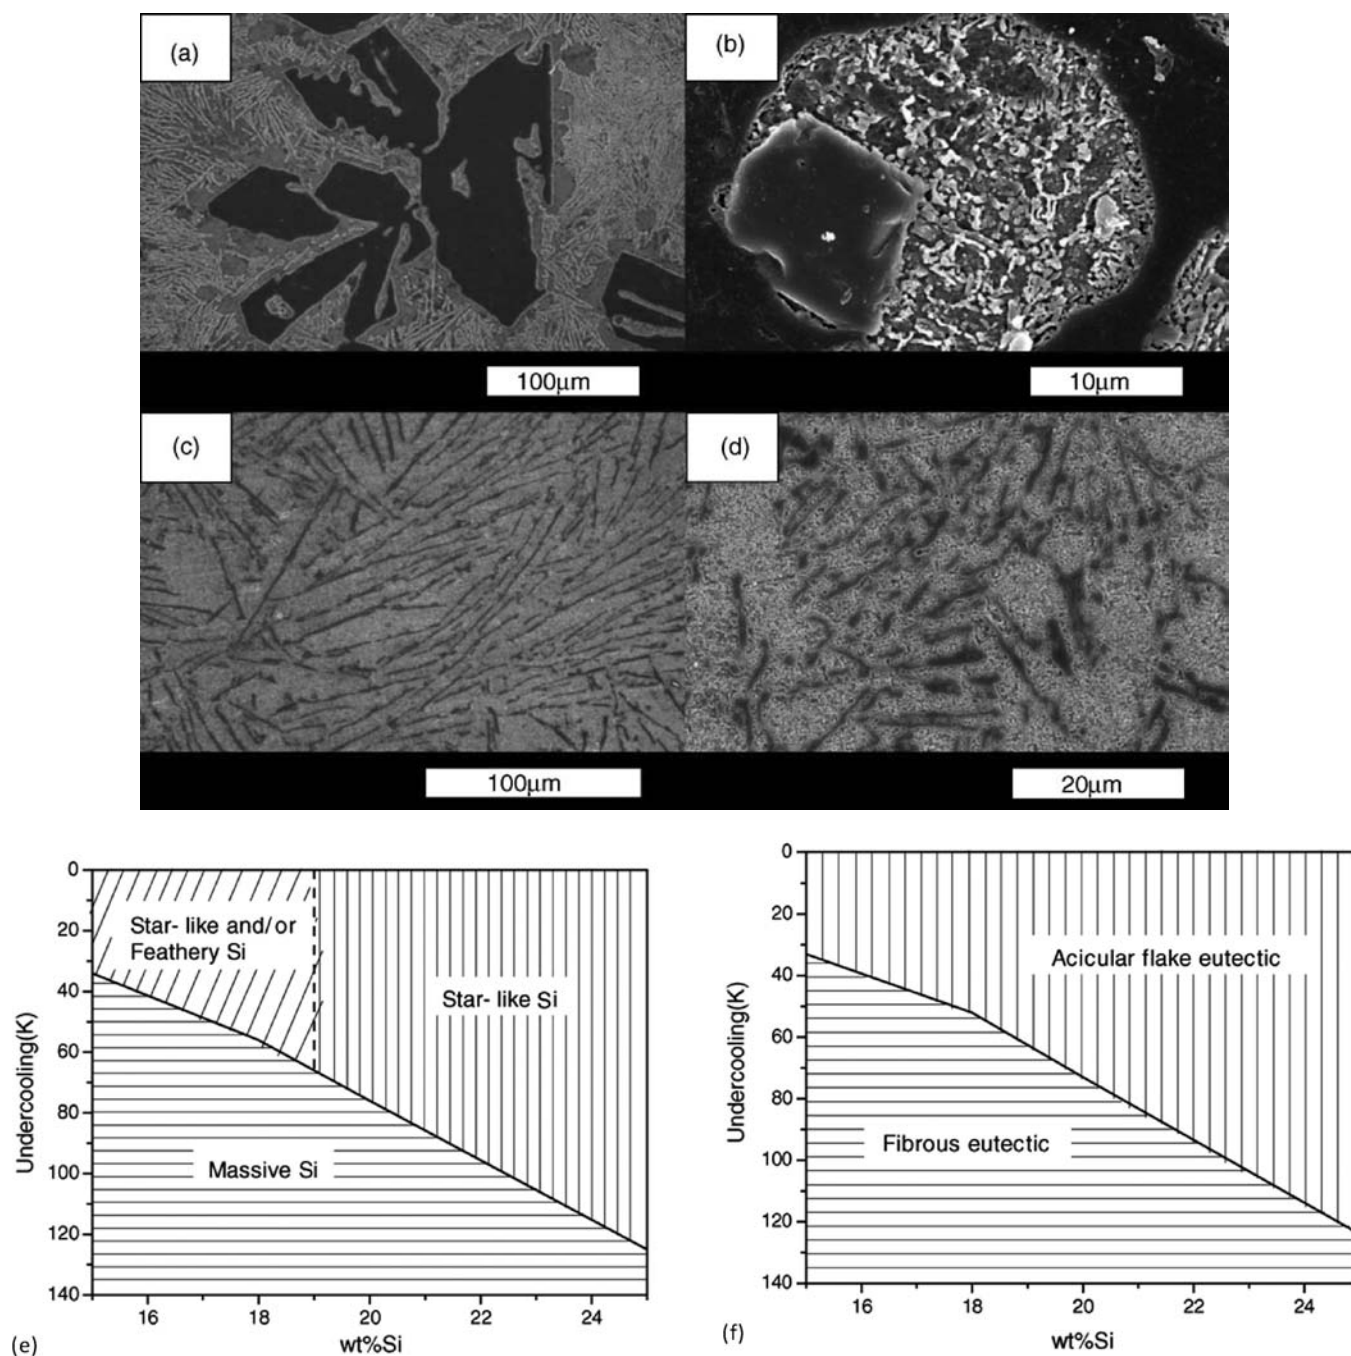 (a)
(b)
100μm
10μm
(c)
(d)
100μm
20μm
0
20
40
60
80
100
120
140
Undercooling(K)
Star- like and/or
Feathery Si
Star- like Si
Massive Si
16
18
20
22
24
wt%Si
(e)
0
20
40
60
80
100
120
140
Undercooling(K)
Acicular flake eutectic
Fibrous eutectic
16
18
20
22
24
wt%Si
(f)